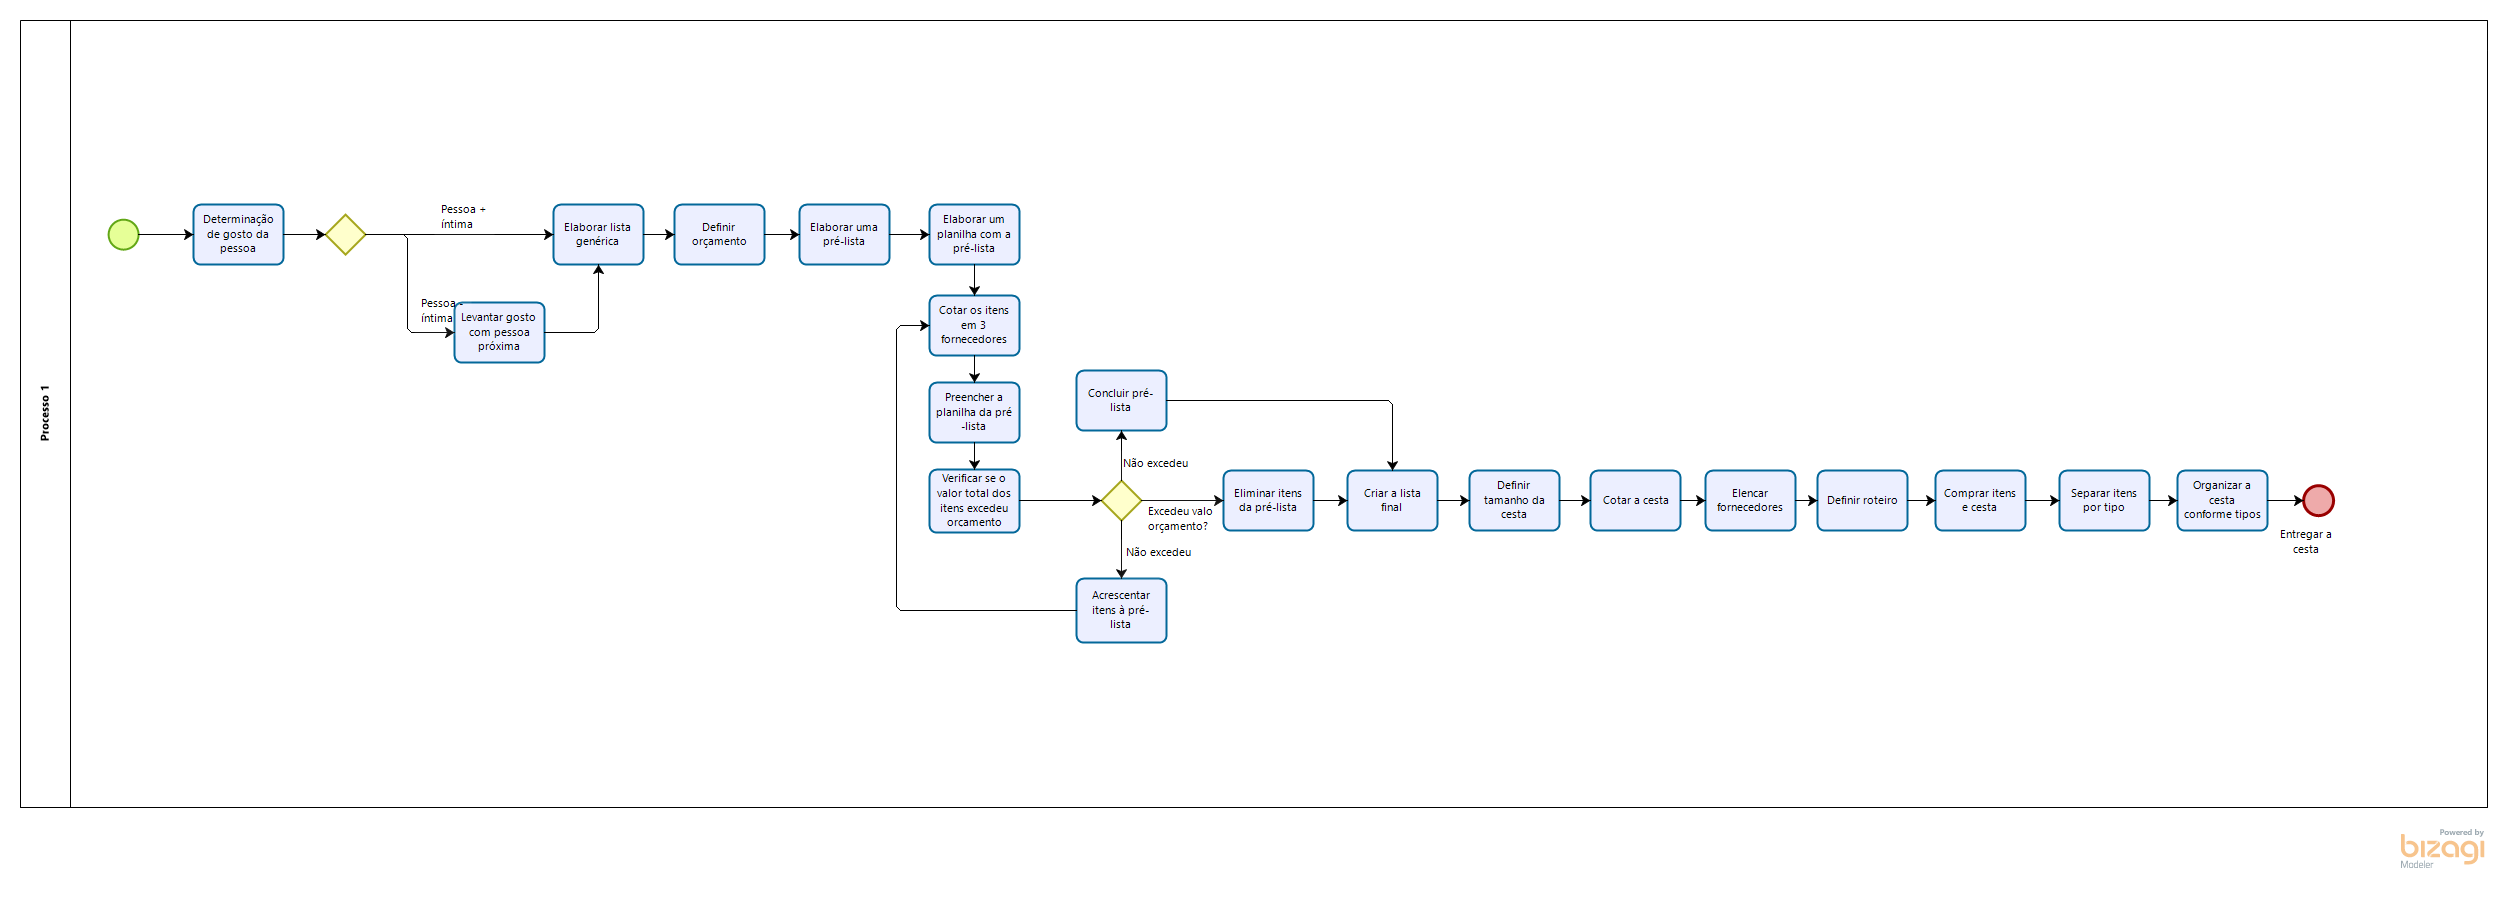 Processo 1
Determinação
de gosto da
pessoa
Pessoa +
íntima
Pessoa -
íntima
Levantar gosto
com pessoa
próxima
Elaborar lista
genérica
Definir
orçamento
Elaborar uma
pré-lista
Elaborar um
planilha com a
pré-lista
Cotar os itens
em 3
fornecedores
Preencher a
planilha da pré
-lista
Verificar se o
valor total dos
itens excedeu
orcamento
Concluir pré-
lista
Não excedeu
Excedeu valo
orçamento?
Não excedeu
Acrescentar
itens à pré-
lista
Eliminar itens
da pré-lista
Criar a lista
final
Definir
tamanho da
cesta
Cotar a cesta
Elencar
fornecedores
Definir roteiro
Comprar itens
e cesta
Separar itens
por tipo
Organizar a
cesta
conforme tipos
Entregar a
cesta
Powered by
bizagi
Modeler